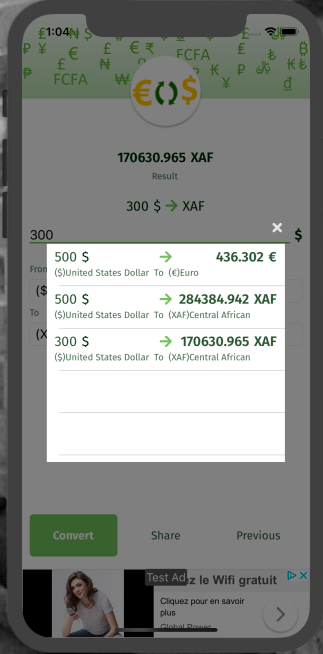 1:04
FCFA
FCFA
€ $
170630.965 XAF
Result
300 $ → XAF
×
300 $
From
($
To
(X
500 $ → 436.302 €
($)United States Dollar To (€)Euro
500 $ → 284384.942 XAF
($)United States Dollar To (XAF)Central African
300 $ → 170630.965 XAF
($)United States Dollar To (XAF)Central African
Convert Share Previous
Test Ad
ez le Wifi gratuit
Cliquez pour en savoir
plus
Global Power